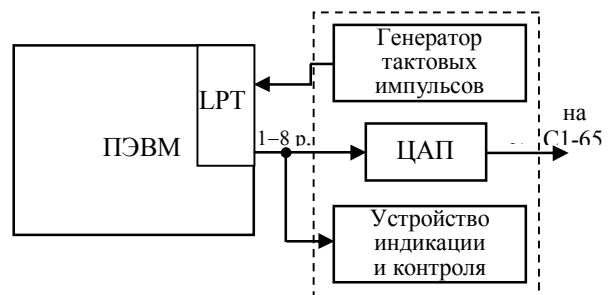 Генератор
тактовых
импульсов
LPT
ПЭВМ
1–8 р.
ЦАП
на
С1-65
Устройство
индикации
и контроля